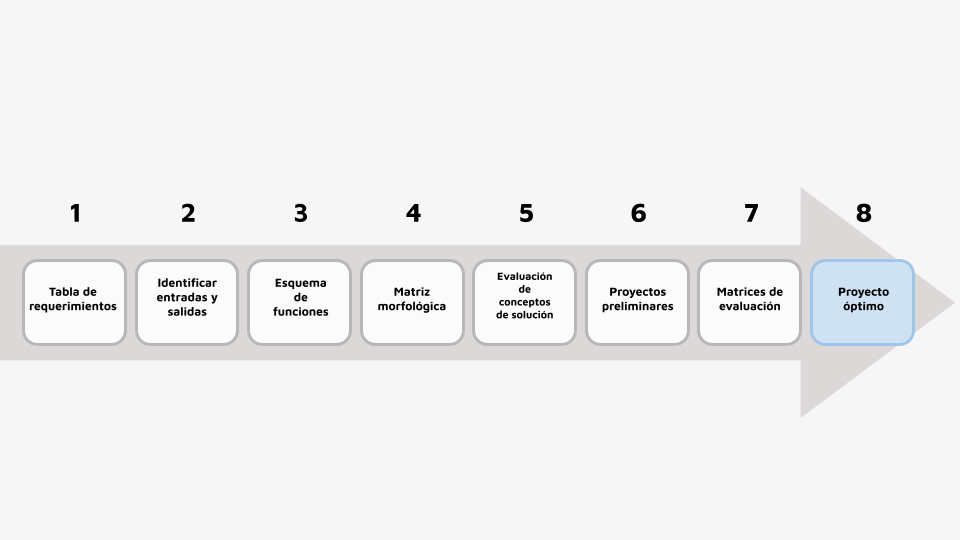 1
Tabla de
requerimientos
2
Identificar
entradas y
salidas
3
Esquema
de
funciones
4
Matriz
morfológica
5
Evaluación
de
conceptos
de solución
6
Proyectos
preliminares
7
Matrices de
evaluación
8
Proyecto
óptimo